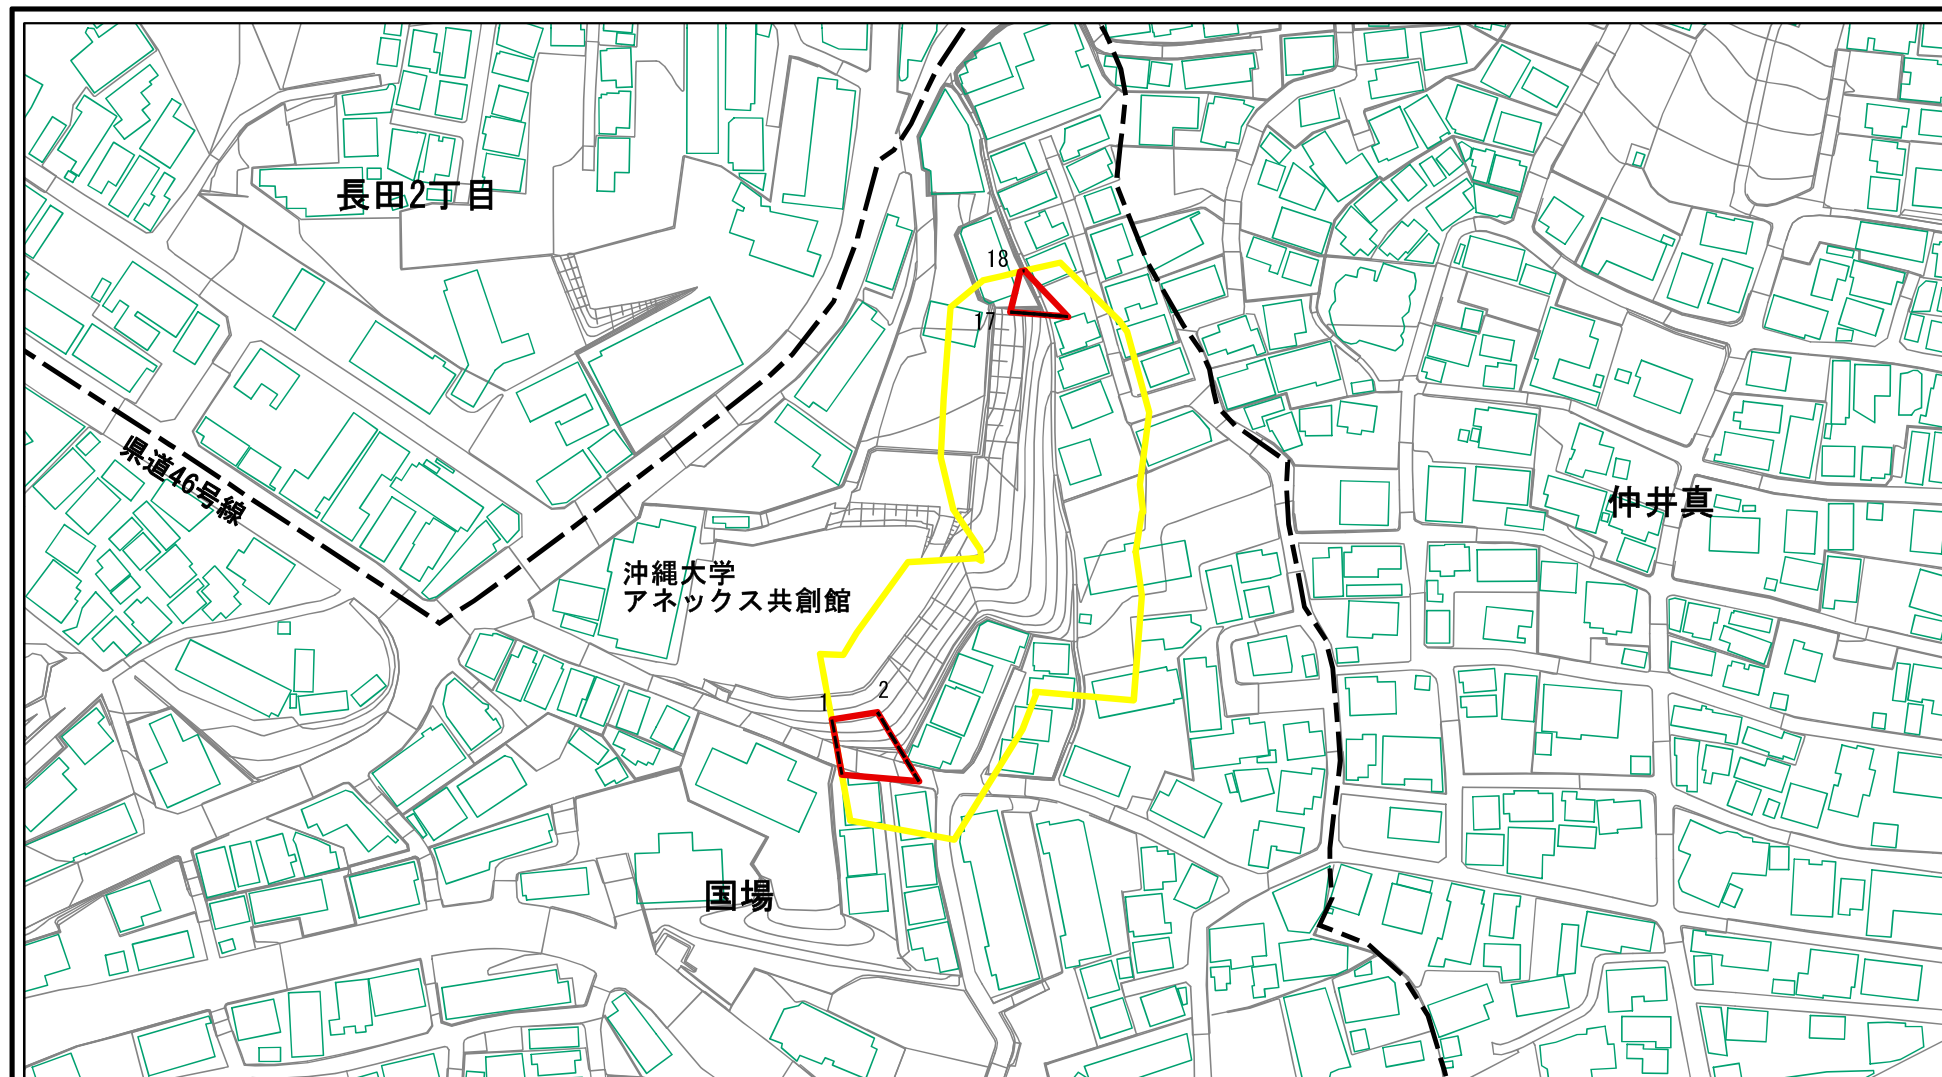 長田2丁目
18
17
県道46号線
仲井真
沖縄大学
アネックス共創館
1
2
国場